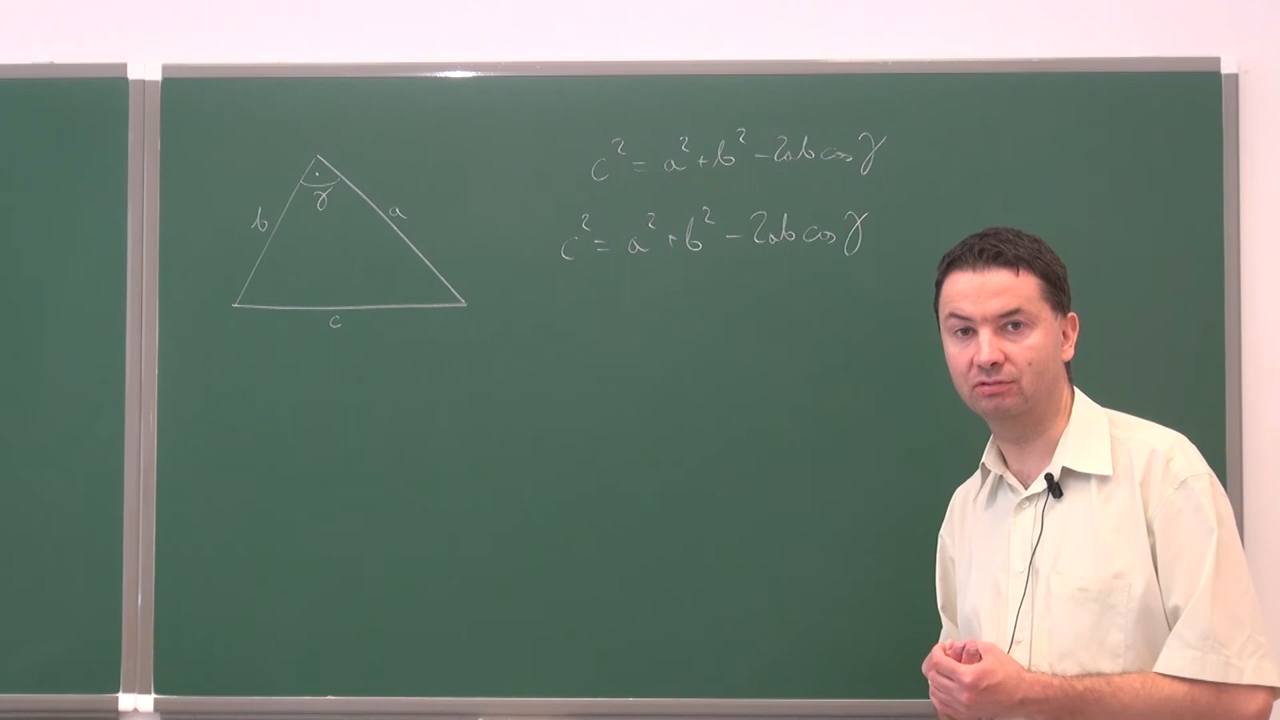 γ
b
a
c
c² = a² + b² - 2ab cos γ
c² = a² + b² - 2ab cos γ